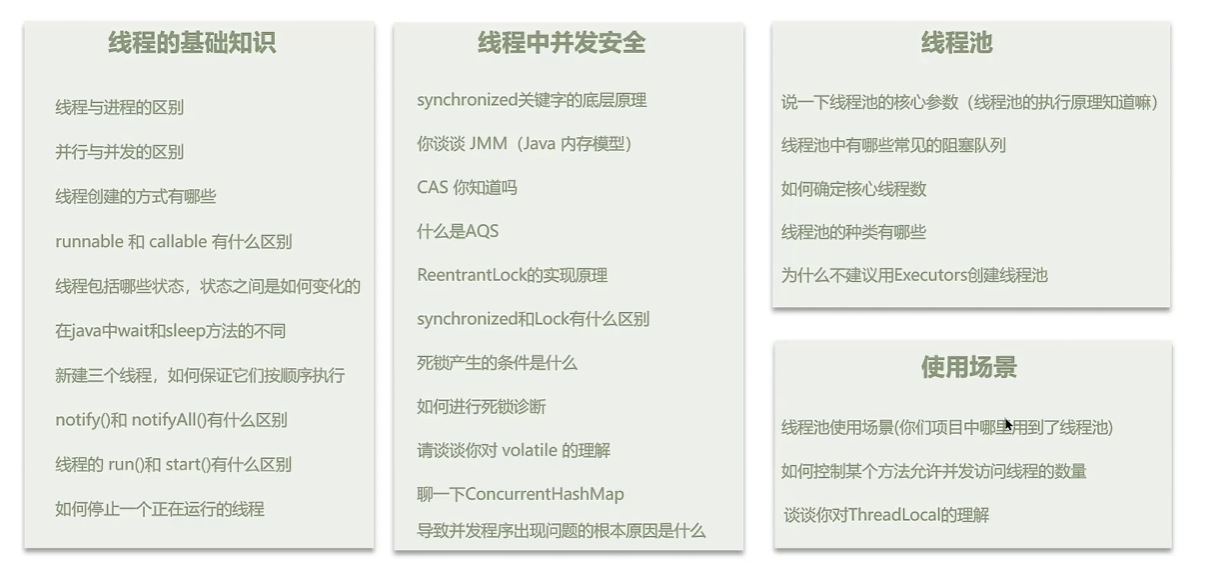 线程的基础知识
线程与进程的区别
并行与并发的区别
线程创建的方式有哪些
runnable 和 callable 有什么区别
线程包括哪些状态，状态之间是如何变化的
在java中wait和sleep方法的不同
新建三个线程，如何保证它们按顺序执行
notify()和 notifyAll()有什么区别
线程的 run()和 start()有什么区别
如何停止一个正在运行的线程
线程中并发安全
synchronized关键字的底层原理
你谈谈 JMM（Java 内存模型）
CAS 你知道吗
什么是AQS
ReentrantLock的实现原理
synchronized和Lock有什么区别
死锁产生的条件是什么
如何进行死锁诊断
请谈谈你对 volatile 的理解
聊一下ConcurrentHashMap
导致并发程序出现问题的根本原因是什么
线程池
说一下线程池的核心参数（线程池的执行原理知道嘛）
线程池中有哪些常见的阻塞队列
如何确定核心线程数
线程池的种类有哪些
为什么不建议用Executors创建线程池
使用场景
线程池使用场景(你们项目中哪里用到了线程池)
如何控制某个方法允许并发访问线程的数量
谈谈你对ThreadLocal的理解